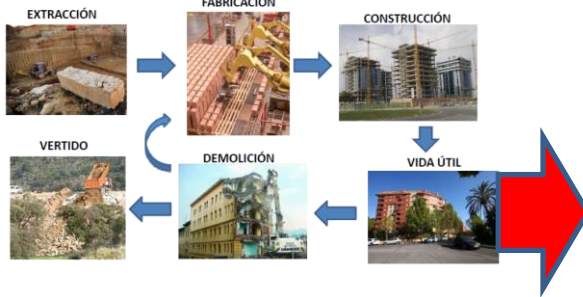 EXTRACCIÓN
FABRICACIÓN
CONSTRUCCIÓN
VERTIDO
DEMOLICIÓN
VIDA ÚTIL